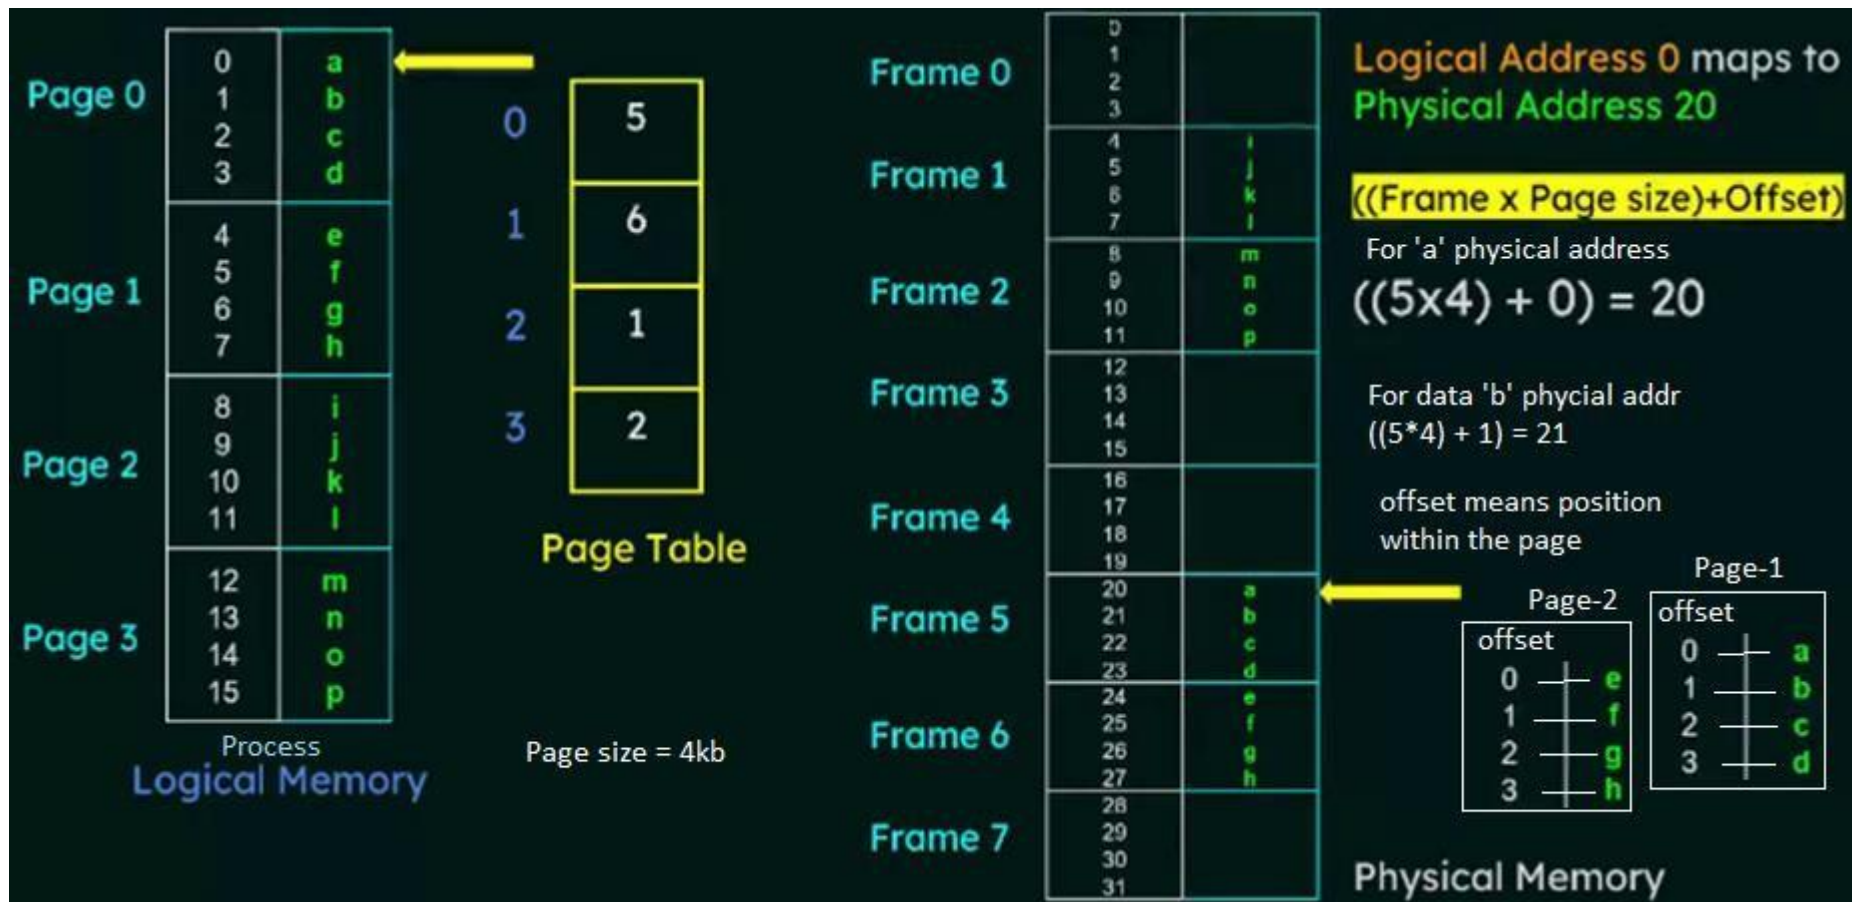 Page 0
0 a
1 b
2 c
3 d
Page 1
4 e
5 f
6 g
7 h
Page 2
8 i
9 j
10 k
11 l
Page 3
12 m
13 n
14 o
15 p
Process
Logical Memory
0 5
1 6
2 1
3 2
Page Table
Page size = 4kb
Frame 0
0
1
2
3
Frame 1
4 i
5 j
6 k
7 l
Frame 2
8 m
9 n
10 o
11 p
Frame 3
12
13
14
15
Frame 4
16
17
18
19
Frame 5
20 a
21 b
22 c
23 d
Frame 6
24 e
25 f
26 g
27 h
Frame 7
28
29
30
31
Logical Address 0 maps to
Physical Address 20
((Frame x Page size)+Offset)
For 'a' physical address
((5x4) + 0) = 20
For data 'b' phycial addr
((5*4) + 1) = 21
offset means position
within the page
Page-2
offset
0 e
1 f
2 g
3 h
Page-1
offset
0 a
1 b
2 c
3 d
Physical Memory